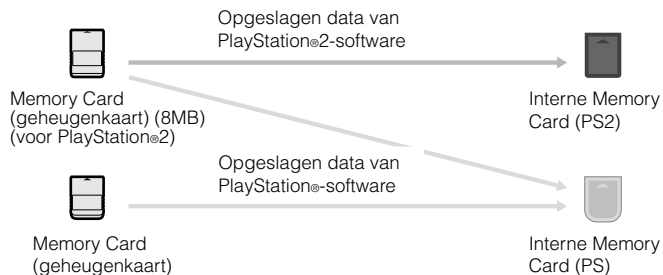 Opgeslagen data van
PlayStation®2-software
Memory Card
(geheugenkaart) (8MB)
(voor PlayStation®2)
Interne Memory
Card (PS2)
Opgeslagen data van
PlayStation®-software
Memory Card
(geheugenkaart)
Interne Memory
Card (PS)